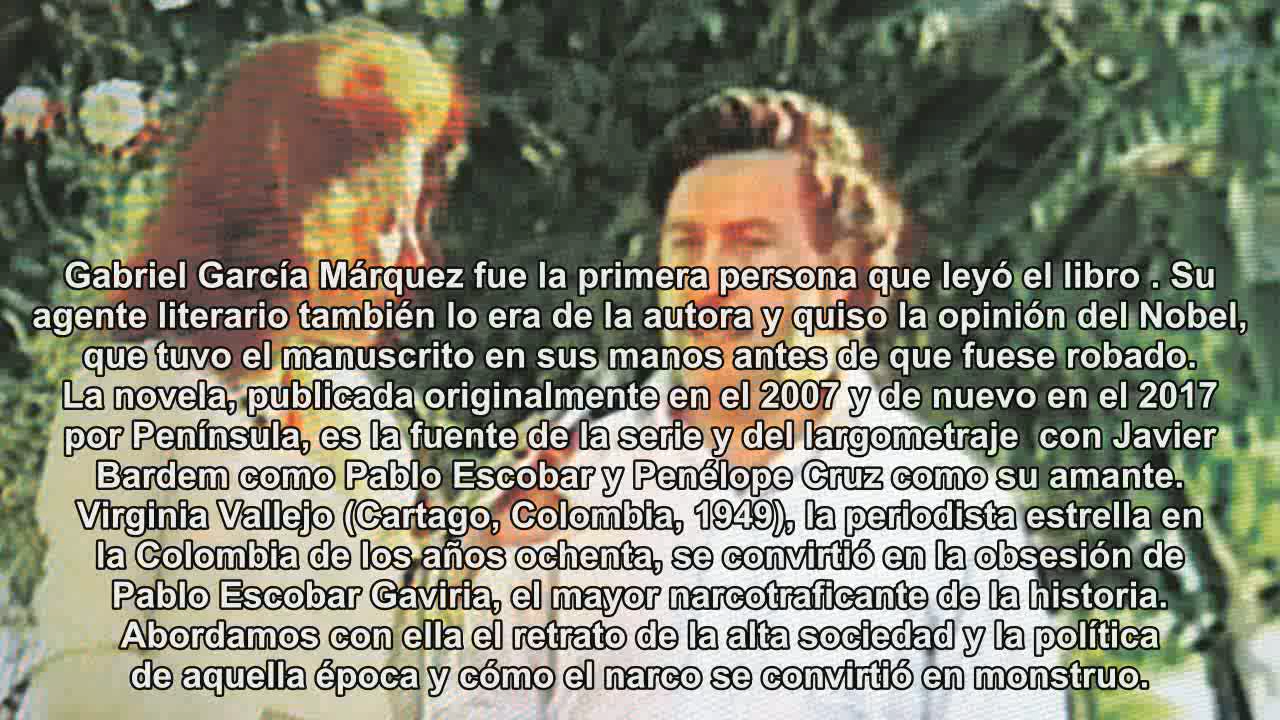 Gabriel García Márquez fue la primera persona que leyó el libro . Su
agente literario también lo era de la autora y quiso la opinión del Nobel,
que tuvo el manuscrito en sus manos antes de que fuese robado.
La novela, publicada originalmente en el 2007 y de nuevo en el 2017
por Península, es la fuente de la serie y del largometraje  con Javier
Bardem como Pablo Escobar y Penélope Cruz como su amante.
Virginia Vallejo (Cartago, Colombia, 1949), la periodista estrella en
la Colombia de los años ochenta, se convirtió en la obsesión de
Pablo Escobar Gaviria, el mayor narcotraficante de la historia.
Abordamos con ella el retrato de la alta sociedad y la política
de aquella época y cómo el narco se convirtió en monstruo.